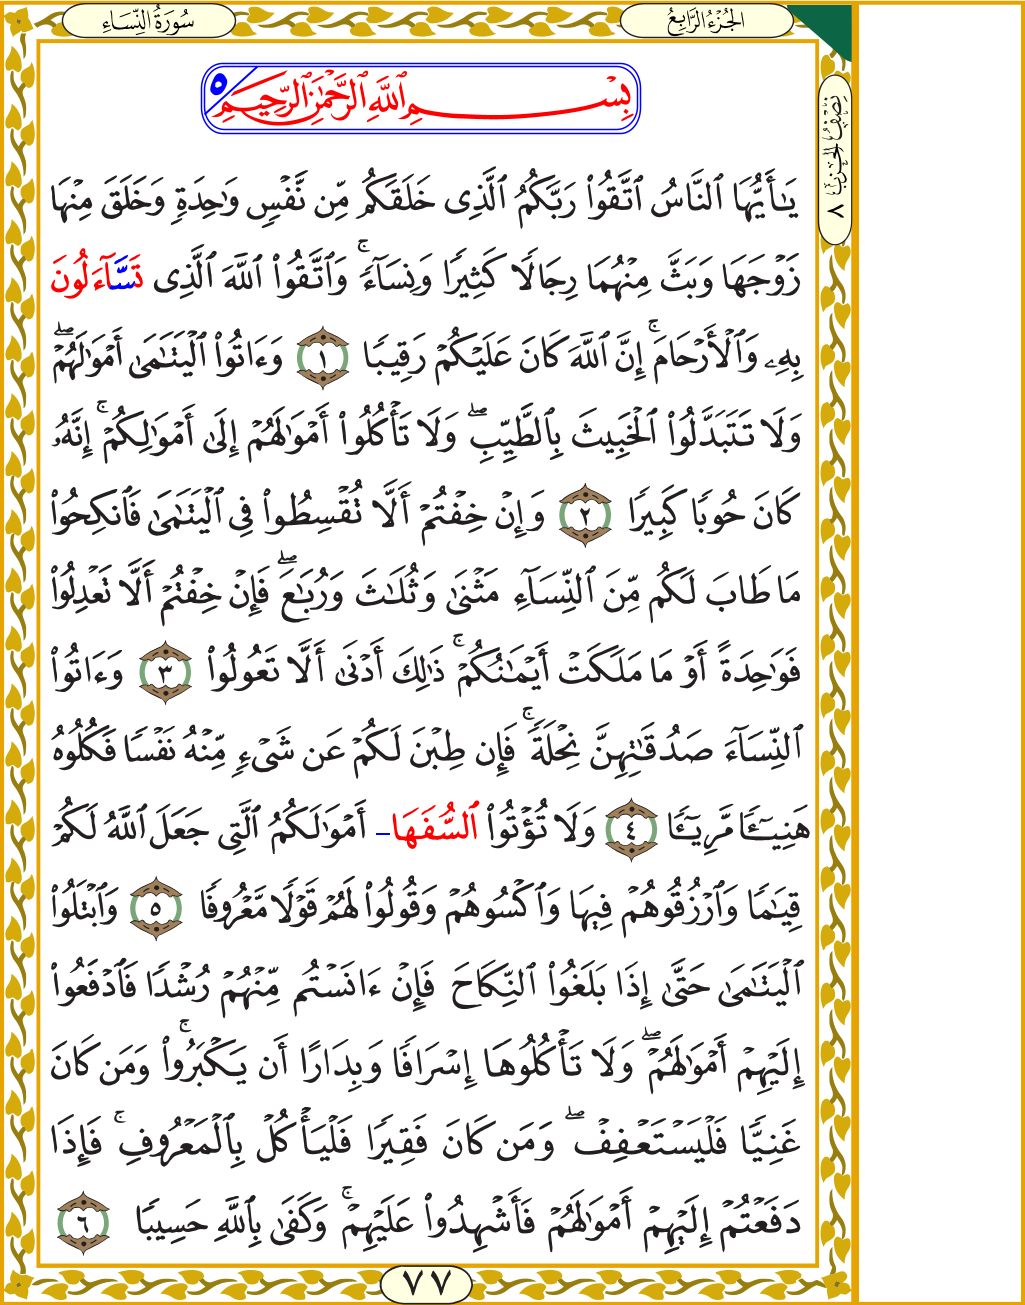 سُورَةُ النِّسَاءِ
الجُزْءُ الرَّابِعُ
نِصْفُ الحِزْبِ ٨
بِسْمِ ٱللَّهِ ٱلرَّحْمَٰنِ ٱلرَّحِيمِ ٥
يَٰٓأَيُّهَا ٱلنَّاسُ ٱتَّقُوا۟ رَبَّكُمُ ٱلَّذِى خَلَقَكُم مِّن نَّفْسٍ وَٰحِدَةٍ وَخَلَقَ مِنْهَا
زَوْجَهَا وَبَثَّ مِنْهُمَا رِجَالًا كَثِيرًا وَنِسَآءً ۚ وَٱتَّقُوا۟ ٱللَّهَ ٱلَّذِى تَسَّآءَلُونَ
بِهِۦ وَٱلْأَرْحَامَ ۚ إِنَّ ٱللَّهَ كَانَ عَلَيْكُمْ رَقِيبًا ١ وَءَاتُوا۟ ٱلْيَتَٰمَىٰٓ أَمْوَٰلَهُمْ ۖ
وَلَا تَتَبَدَّلُوا۟ ٱلْخَبِيثَ بِٱلطَّيِّبِ ۖ وَلَا تَأْكُلُوٓا۟ أَمْوَٰلَهُمْ إِلَىٰٓ أَمْوَٰلِكُمْ ۚ إِنَّهُۥ
كَانَ حُوبًا كَبِيرًا ٢ وَإِنْ خِفْتُمْ أَلَّا تُقْسِطُوا۟ فِى ٱلْيَتَٰمَىٰ فَٱنكِحُوا۟
مَا طَابَ لَكُم مِّنَ ٱلنِّسَآءِ مَثْنَىٰ وَثُلَٰثَ وَرُبَٰعَ ۖ فَإِنْ خِفْتُمْ أَلَّا تَعْدِلُوا۟
فَوَٰحِدَةً أَوْ مَا مَلَكَتْ أَيْمَٰنُكُمْ ۚ ذَٰلِكَ أَدْنَىٰٓ أَلَّا تَعُولُوا۟ ٣ وَءَاتُوا۟
ٱلنِّسَآءَ صَدُقَٰتِهِنَّ نِحْلَةً ۚ فَإِن طِبْنَ لَكُمْ عَن شَىْءٍ مِّنْهُ نَفْسًا فَكُلُوهُ
هَنِيٓـًٔا مَّرِيٓـًٔا ٤ وَلَا تُؤْتُوا۟ ٱلسُّفَهَا أَمْوَٰلَكُمُ ٱلَّتِى جَعَلَ ٱللَّهُ لَكُمْ
قِيَٰمًا وَٱرْزُقُوهُمْ فِيهَا وَٱكْسُوهُمْ وَقُولُوا۟ لَهُمْ قَوْلًا مَّعْرُوفًا ٥ وَٱبْتَلُوا۟
ٱلْيَتَٰمَىٰ حَتَّىٰٓ إِذَا بَلَغُوا۟ ٱلنِّكَاحَ فَإِنْ ءَانَسْتُم مِّنْهُمْ رُشْدًا فَٱدْفَعُوٓا۟
إِلَيْهِمْ أَمْوَٰلَهُمْ ۖ وَلَا تَأْكُلُوهَآ إِسْرَافًا وَبِدَارًا أَن يَكْبَرُوا۟ ۚ وَمَن كَانَ
غَنِيًّا فَلْيَسْتَعْفِفْ ۖ وَمَن كَانَ فَقِيرًا فَلْيَأْكُلْ بِٱلْمَعْرُوفِ ۚ فَإِذَا
دَفَعْتُمْ إِلَيْهِمْ أَمْوَٰلَهُمْ فَأَشْهِدُوا۟ عَلَيْهِمْ ۚ وَكَفَىٰ بِٱللَّهِ حَسِيبًا ٦
٧٧